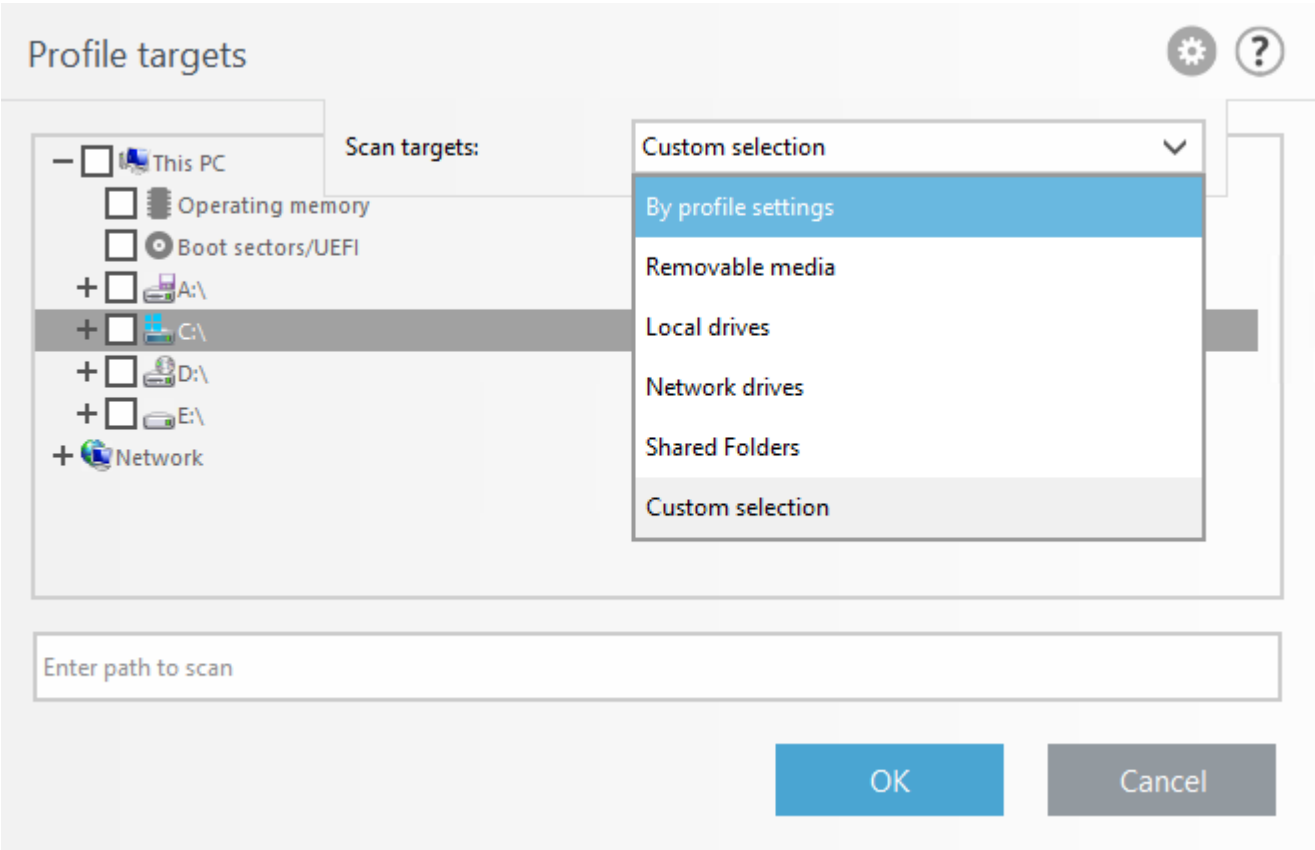 Profile targets
?
Scan targets:
Custom selection
This PC
Operating memory
Boot sectors/UEFI
A:\
C:\
D:\
E:\
Network
By profile settings
Removable media
Local drives
Network drives
Shared Folders
Custom selection
Enter path to scan
OK
Cancel